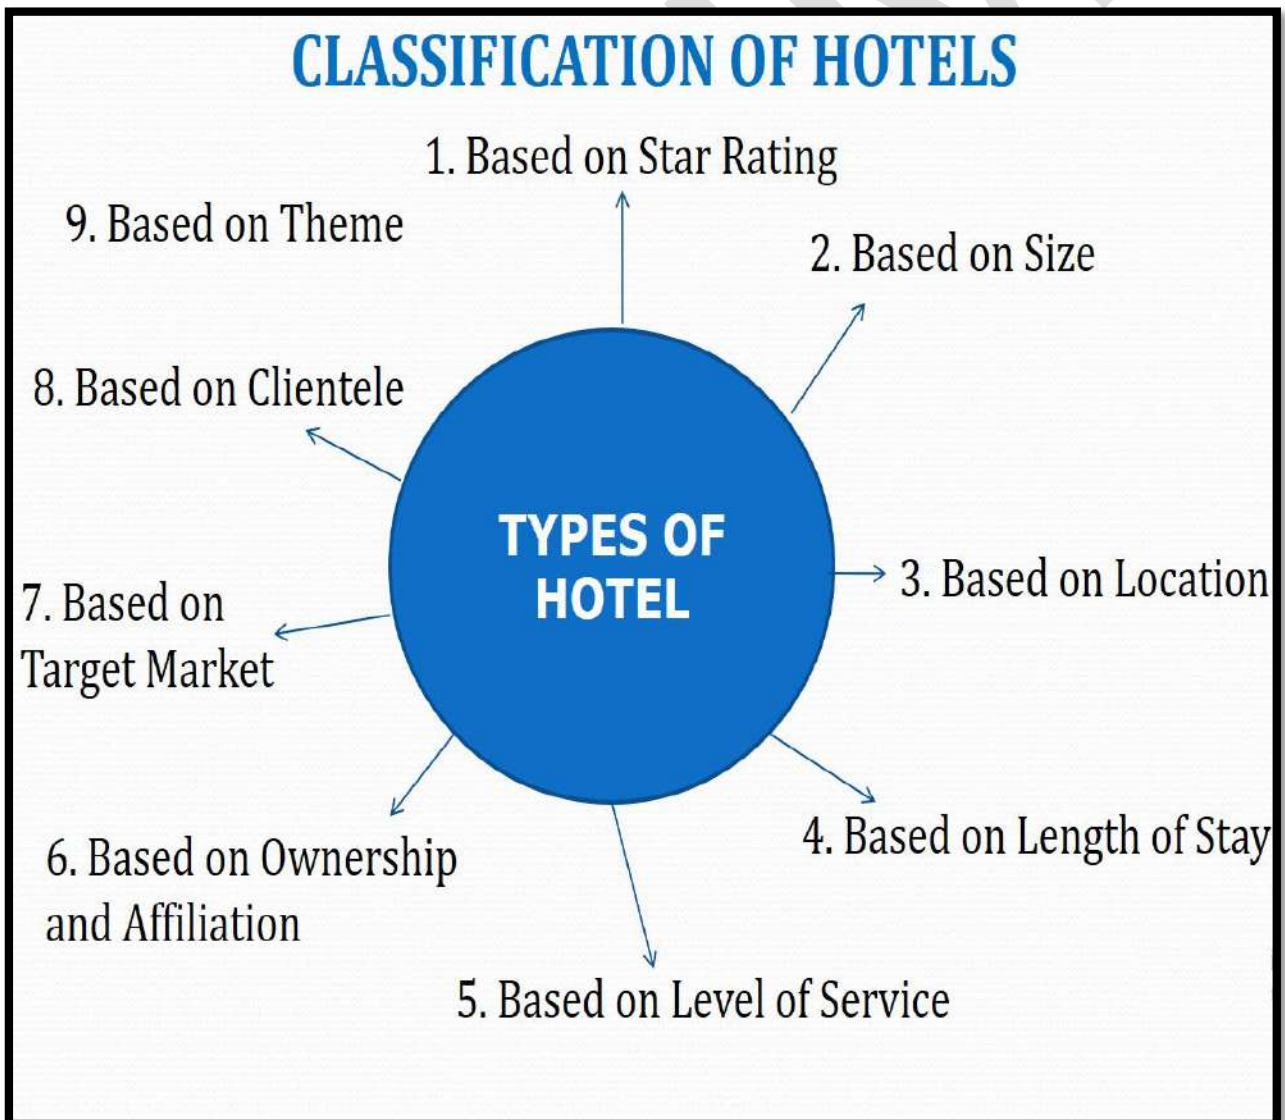 CLASSIFICATION OF HOTELS
1. Based on Star Rating
9. Based on Theme
2. Based on Size
8. Based on Clientele
TYPES OF
HOTEL
3. Based on Location
7. Based on
Target Market
4. Based on Length of Stay
6. Based on Ownership
and Affiliation
5. Based on Level of Service